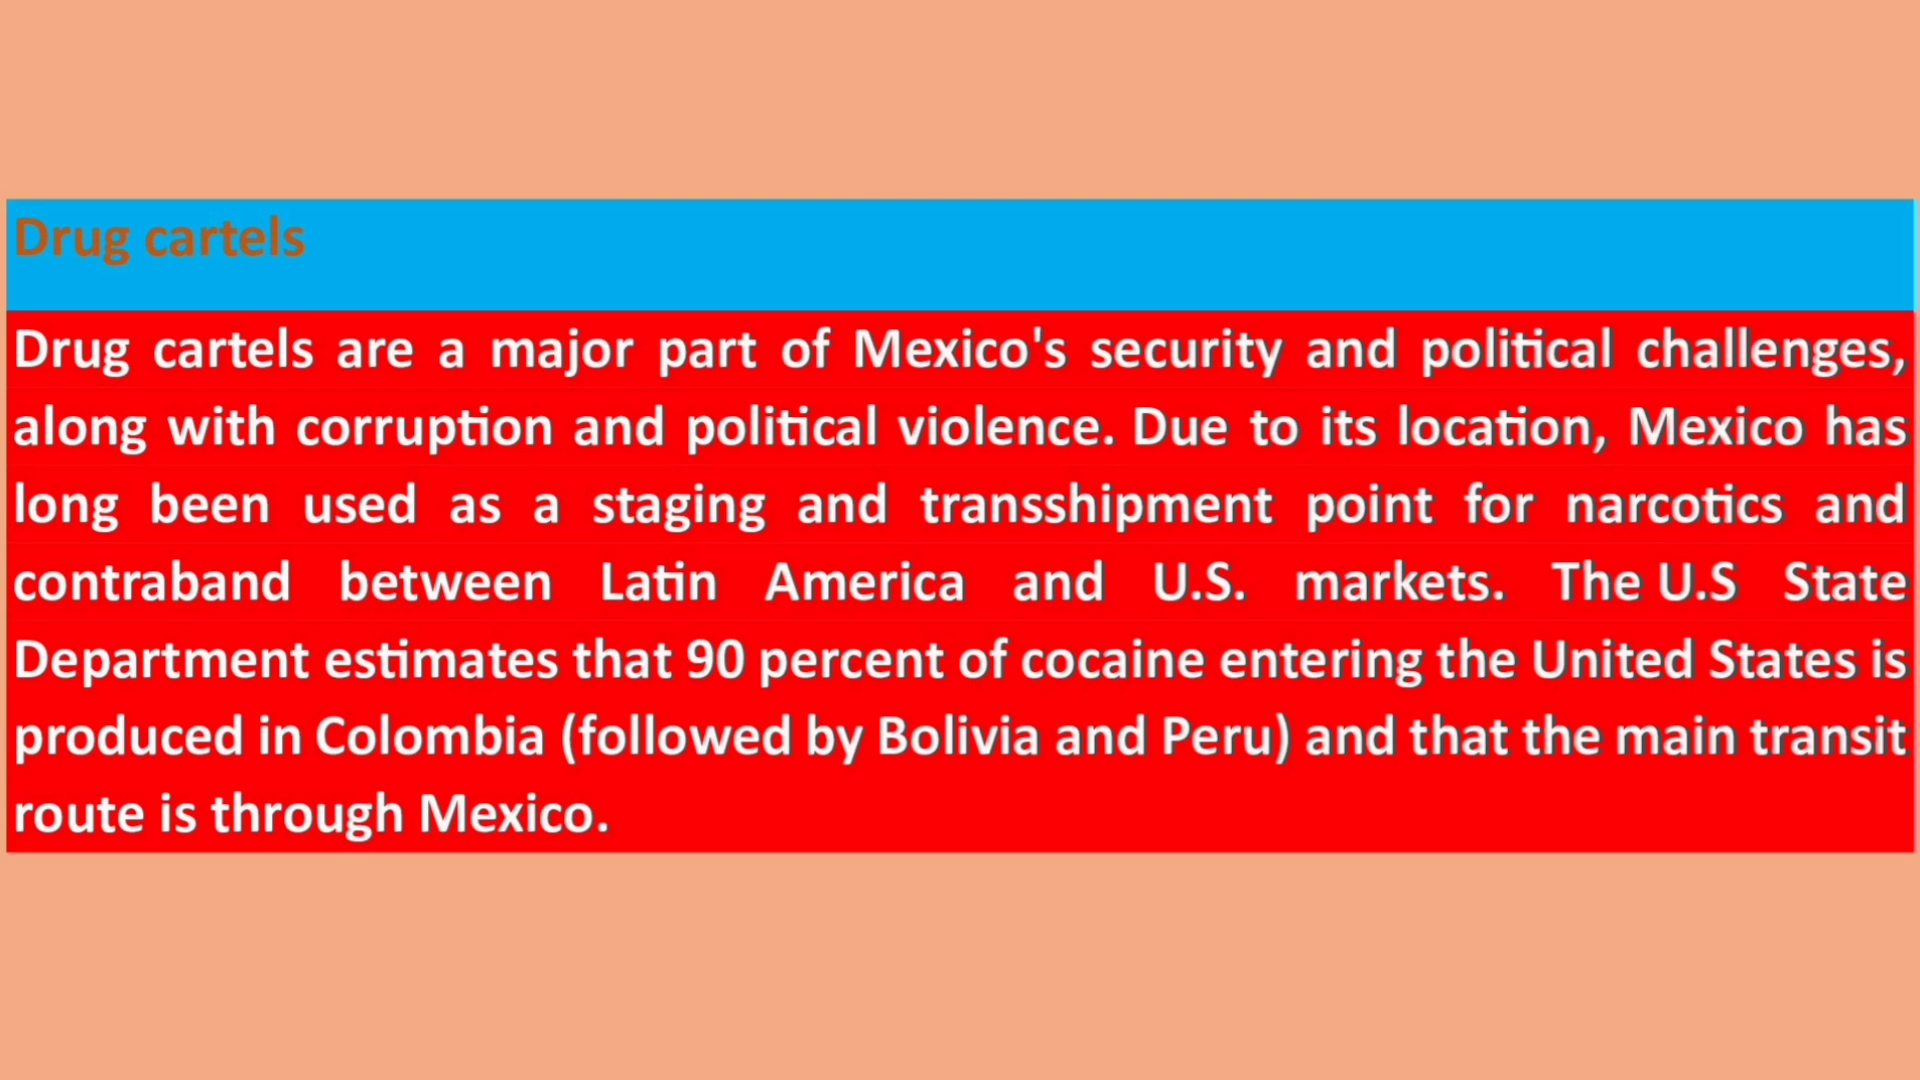 Drug cartels
Drug cartels are a major part of Mexico's security and political challenges,
along with corruption and political violence. Due to its location, Mexico has
long been used as a staging and transshipment point for narcotics and
contraband between Latin America and U.S. markets. The U.S State
Department estimates that 90 percent of cocaine entering the United States is
produced in Colombia (followed by Bolivia and Peru) and that the main transit
route is through Mexico.